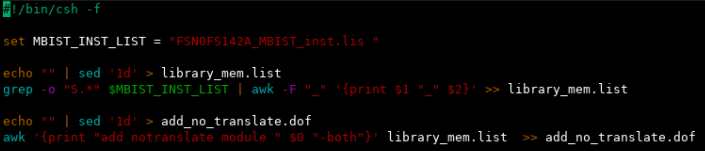 #!/bin/csh -f
set MBIST_INST_LIST = "FSN0FS142A_MBIST_inst.lis "
echo "" | sed '1d' > library_mem.list
grep -o "S.*" $MBIST_INST_LIST | awk -F "_" '{print $1 "_" $2}' >> library_mem.list
echo "" | sed '1d' > add_no_translate.dof
awk '{print "add notranslate module " $0 "-both"}' library_mem.list  >> add_no_translate.dof